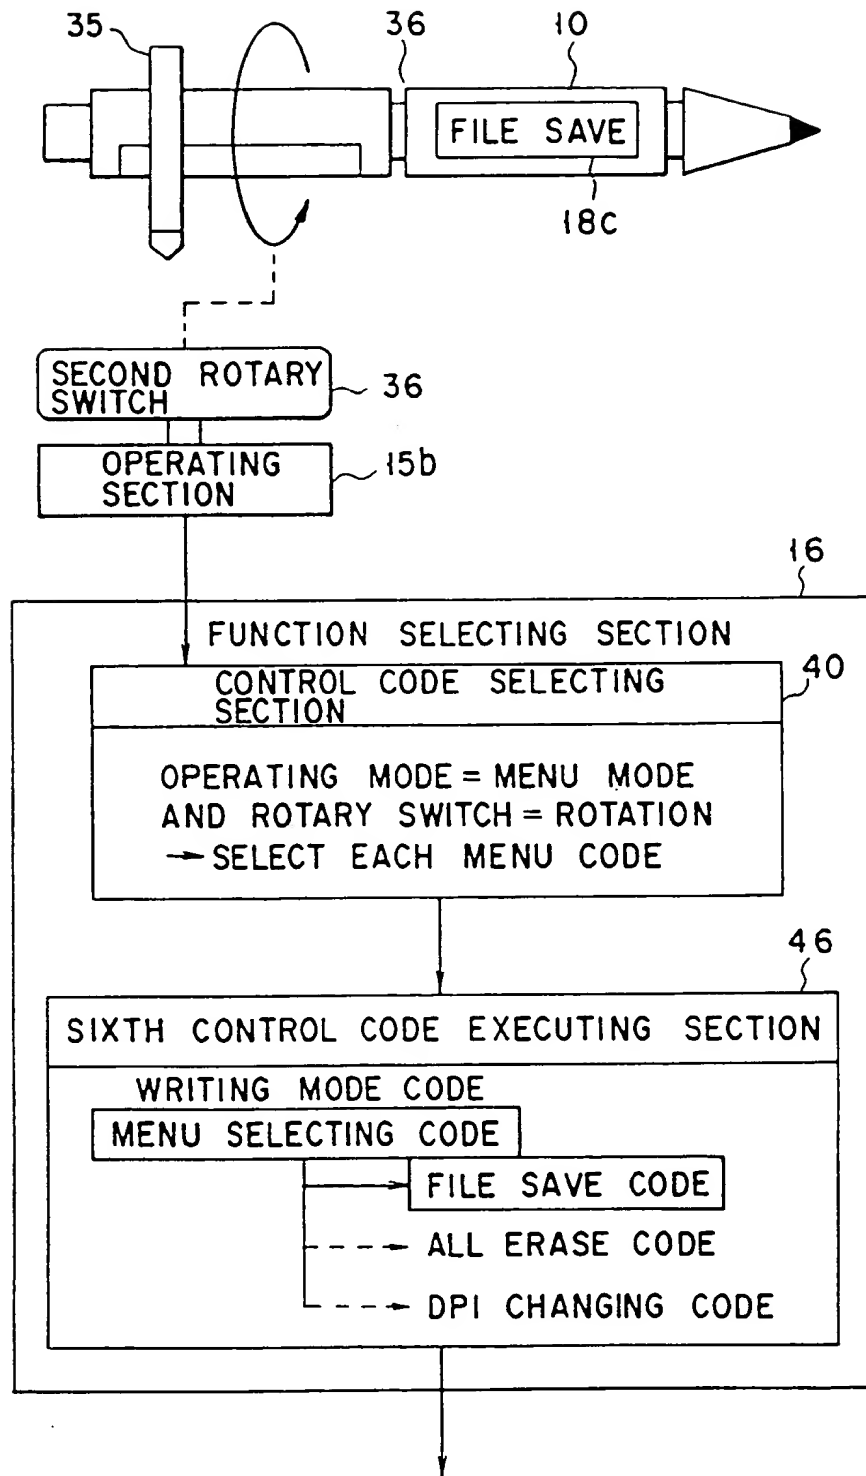 35
36
10
FILE SAVE
18c
SECOND ROTARY
SWITCH
36
OPERATING
SECTION
15b
16
FUNCTION SELECTING SECTION
CONTROL CODE SELECTING
SECTION
40
OPERATING MODE = MENU MODE
AND ROTARY SWITCH = ROTATION
→ SELECT EACH MENU CODE
46
SIXTH CONTROL CODE EXECUTING SECTION
WRITING MODE CODE
MENU SELECTING CODE
FILE SAVE CODE
ALL ERASE CODE
DPI CHANGING CODE